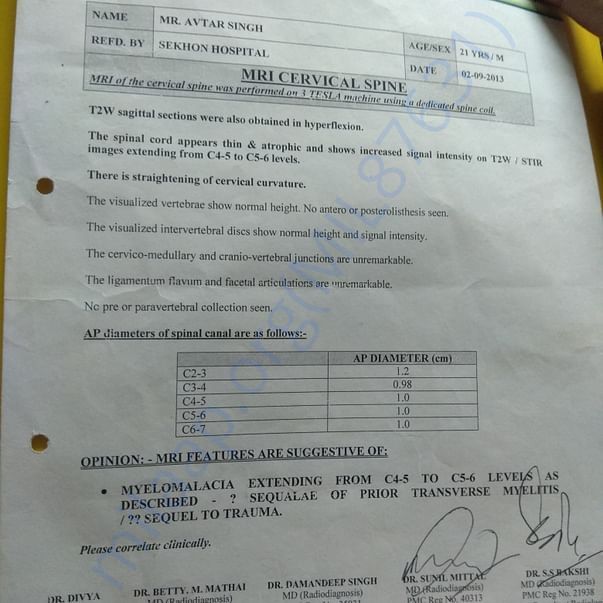 NAME MR. AVTAR SINGH
REFD. BY SEKHON HOSPITAL
AGE/SEX 21 YRS / M
DATE 02-09-2013
MRI CERVICAL SPINE
MRI of the cervical spine was performed on 3 TESLA machine using a dedicated spine coil.
T2W sagittal sections were also obtained in hyperflexion.
The spinal cord appears thin & atrophic and shows increased signal intensity on T2W / STIR
images extending from C4-5 to C5-6 levels.
There is straightening of cervical curvature.
The visualized vertebrae show normal height. No antero or posterolisthesis seen.
The visualized intervertebral discs show normal height and signal intensity.
The cervico-medullary and cranio-vertebral junctions are unremarkable.
The ligamentum flavum and facetal articulations are unremarkable.
No pre or paravertebral collection seen.
AP diameters of spinal canal are as follows:-
AP DIAMETER (cm)
C2-3 1.2
C3-4 0.98
C4-5 1.0
C5-6 1.0
C6-7 1.0
OPINION: - MRI FEATURES ARE SUGGESTIVE OF:
• MYELOMALACIA EXTENDING FROM C4-5 TO C5-6 LEVELS AS
DESCRIBED - ? SEQUALAE OF PRIOR TRANSVERSE MYELITIS
/ ?? SEQUEL TO TRAUMA.
Please correlate clinically.
DR. DIVYA DR. BETTY. M. MATHAI DR. DAMANDEEP SINGH DR. SUNIL MITTAL DR. S.S BAKSHI
MD (Radiodiagnosis) MD (Radiodiagnosis) MD (Radiodiagnosis) MD (Radiodiagnosis)
PMC Reg No. 40313 PMC Reg No. 21938